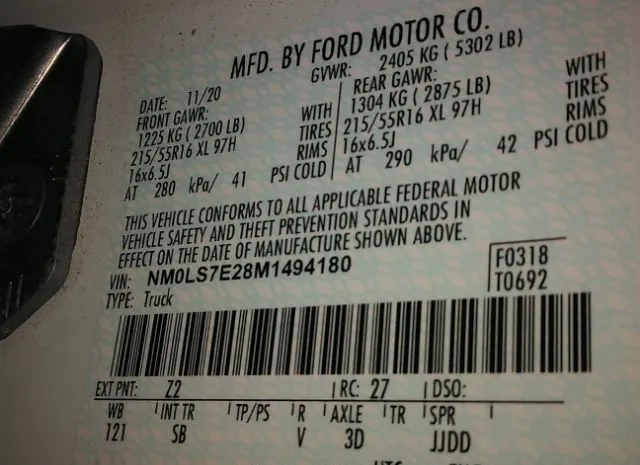 MFD. BY FORD MOTOR CO.
DATE: 11/20 GVWR: 2405 KG ( 5302 LB)
FRONT GAWR: REAR GAWR:
1225 KG ( 2700 LB) WITH 1304 KG ( 2875 LB) WITH
215/55R16 XL 97H TIRES 215/55R16 XL 97H TIRES
16x6.5J RIMS 16x6.5J RIMS
AT 280 kPa/ 41 PSI COLD AT 290 kPa/ 42 PSI COLD
THIS VEHICLE CONFORMS TO ALL APPLICABLE FEDERAL MOTOR
VEHICLE SAFETY AND THEFT PREVENTION STANDARDS IN
EFFECT ON THE DATE OF MANUFACTURE SHOWN ABOVE.
VIN: NM0LS7E28M1494180 F0318
TYPE: Truck T0692
EXT PNT: Z2 RC: 27 DSO:
WB INT TR TP/PS R AXLE TR SPR
121 SB V 3D JJDD